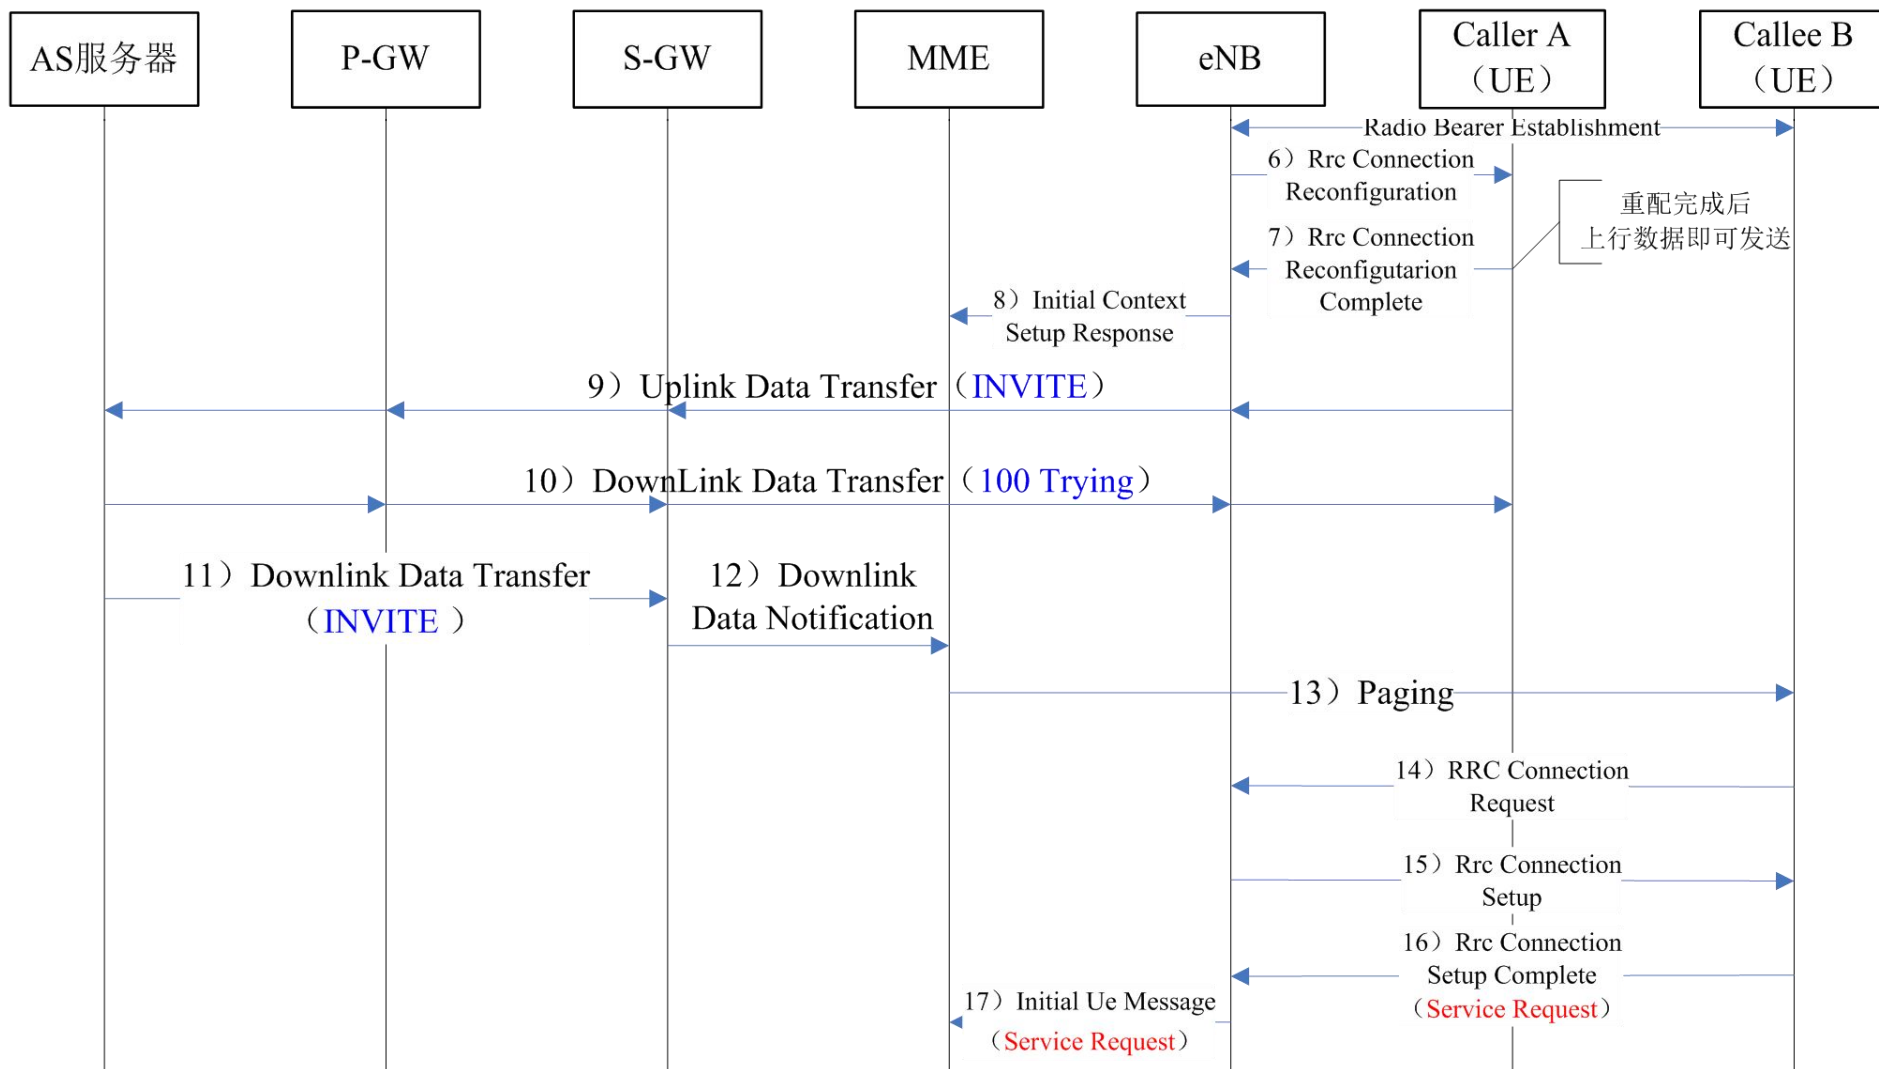 AS服务器
P-GW
S-GW
MME
eNB
Caller A
（UE）
Callee B
（UE）
Radio Bearer Establishment
6）Rrc Connection
Reconfiguration
重配完成后
上行数据即可发送
7）Rrc Connection
Reconfigutarion
Complete
8）Initial Context
Setup Response
9）Uplink Data Transfer（INVITE）
10）DownLink Data Transfer（100 Trying）
11）Downlink Data Transfer
（INVITE ）
12）Downlink
Data Notification
13）Paging
14）RRC Connection
Request
15）Rrc Connection
Setup
16）Rrc Connection
Setup Complete
（Service Request）
17）Initial Ue Message
（Service Request）